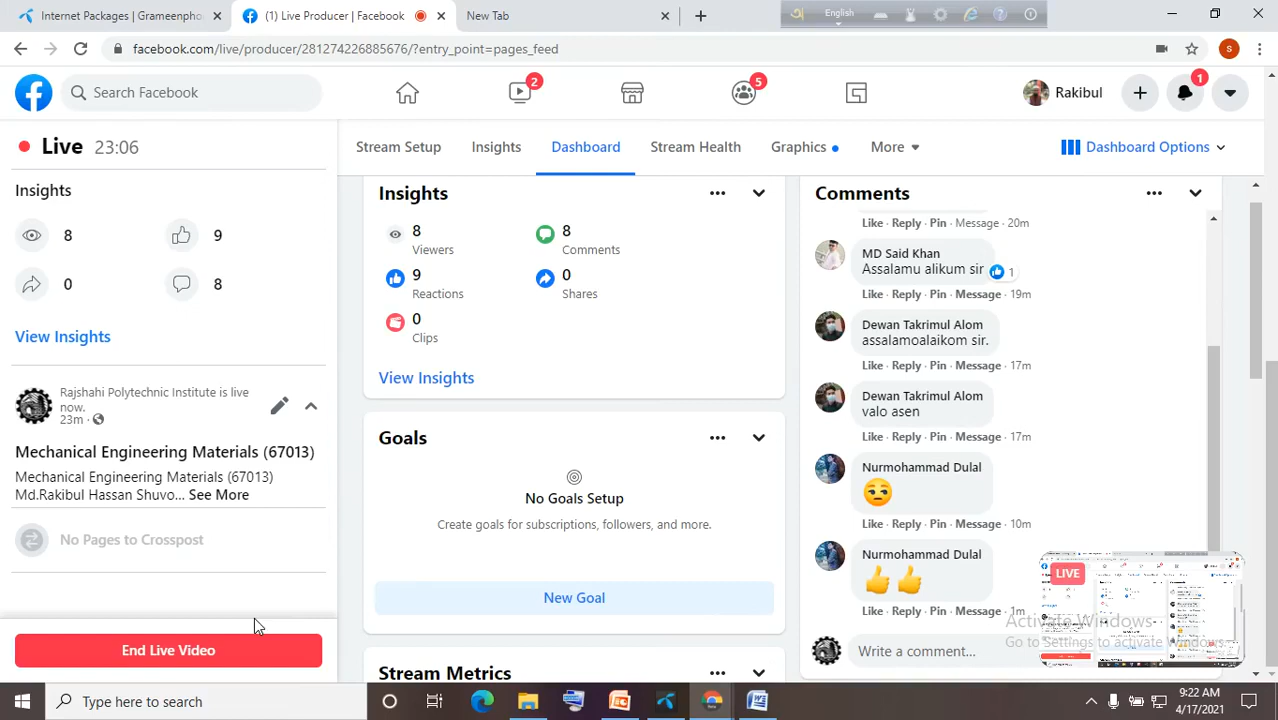 Internet Packages | Grameenpho
(1) Live Producer | Facebook
New Tab
English
facebook.com/live/producer/281274226885676/?entry_point=pages_feed
S
Search Facebook
2
5
Rakibul
1
Live 23:06
Stream Setup
Insights
Dashboard
Stream Health
Graphics
More
Dashboard Options
Insights
8
9
0
8
View Insights
Rajshahi Polytechnic Institute is live
now.
23m
Mechanical Engineering Materials (67013)
Mechanical Engineering Materials (67013)
Md.Rakibul Hassan Shuvo... See More
No Pages to Crosspost
End Live Video
Insights
8
Viewers
8
Comments
9
Reactions
0
Shares
0
Clips
View Insights
Goals
No Goals Setup
Create goals for subscriptions, followers, and more.
New Goal
Stream Metrics
Comments
Like · Reply · Pin · Message · 20m
MD Said Khan
Assalamu alikum sir
1
Like · Reply · Pin · Message · 19m
Dewan Takrimul Alom
assalamoalaikom sir.
Like · Reply · Pin · Message · 17m
Dewan Takrimul Alom
valo asen
Like · Reply · Pin · Message · 17m
Nurmohammad Dulal
Like · Reply · Pin · Message · 10m
Nurmohammad Dulal
Like · Reply · Pin · Message · 1m
LIVE
Write a comment...
Activate Windows
Go to Settings to activate Windows.
Type here to search
9:22 AM
4/17/2021